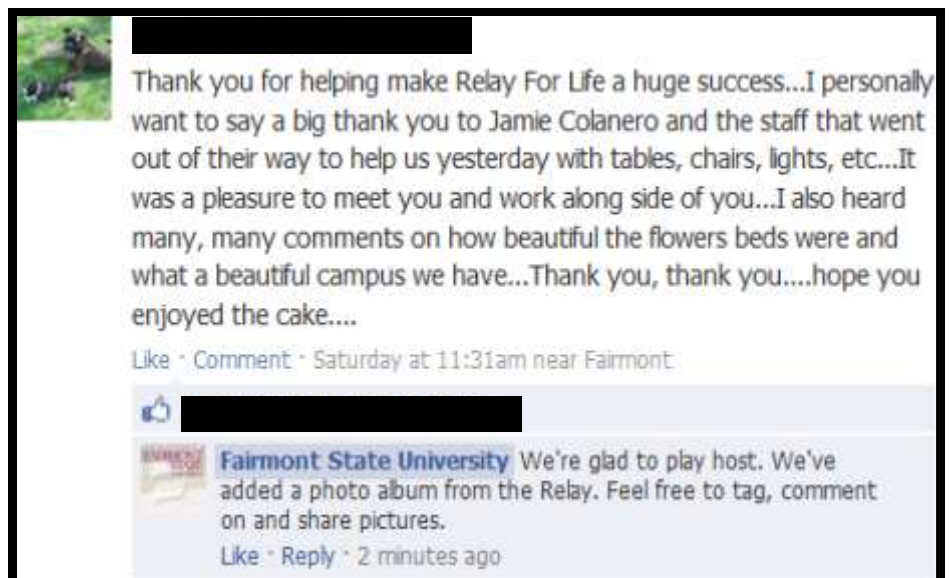 Thank you for helping make Relay For Life a huge success...I personally
want to say a big thank you to Jamie Colanero and the staff that went
out of their way to help us yesterday with tables, chairs, lights, etc...It
was a pleasure to meet you and work along side of you...I also heard
many, many comments on how beautiful the flowers beds were and
what a beautiful campus we have...Thank you, thank you....hope you
enjoyed the cake....
Like · Comment · Saturday at 11:31am near Fairmont
Fairmont State University We're glad to play host. We've
added a photo album from the Relay. Feel free to tag, comment
on and share pictures.
Like · Reply · 2 minutes ago